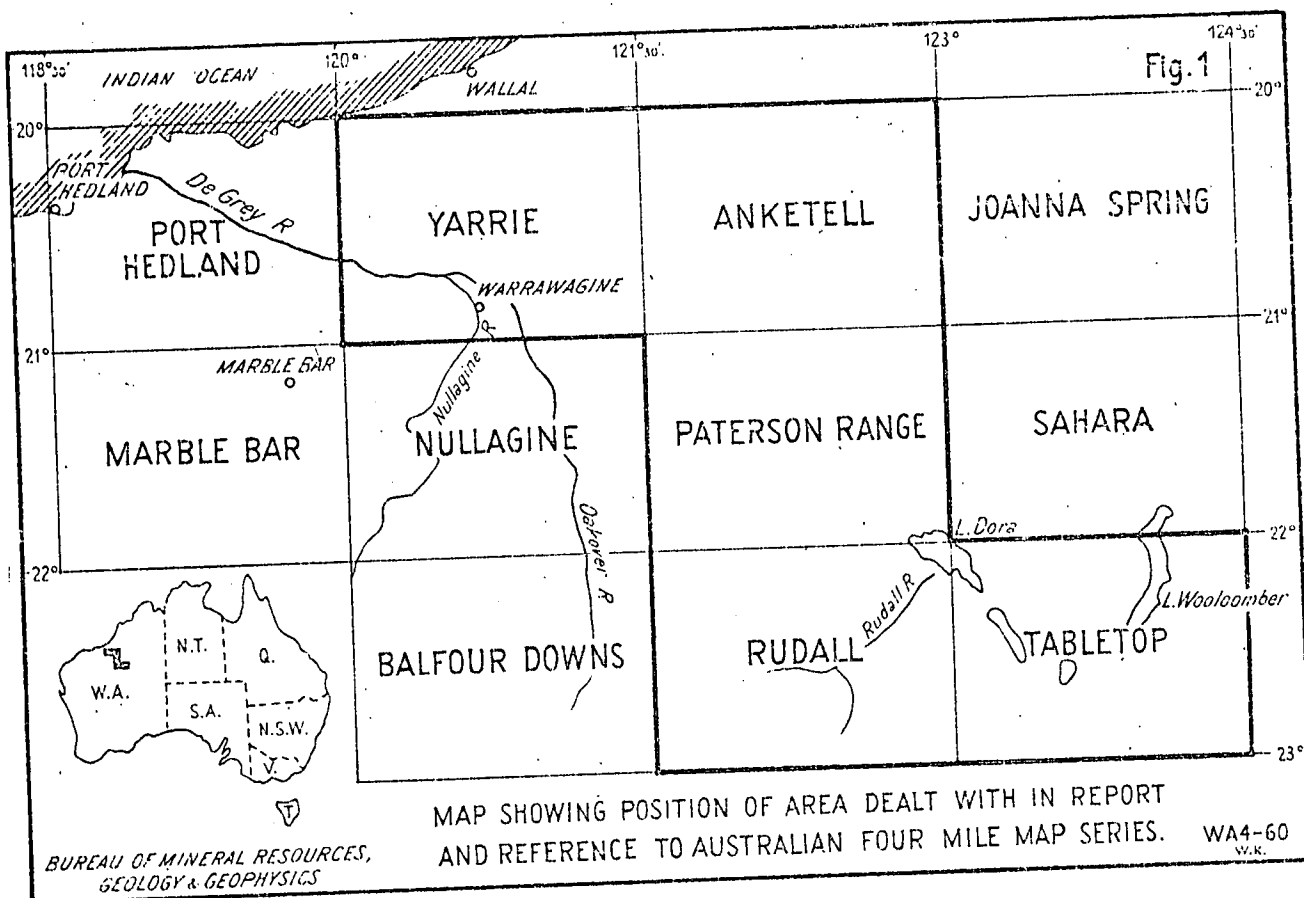 118°30'
120°
121°30'.
123°
124°30'
Fig.1
INDIAN OCEAN
WALLAL
20°
20°
PORT
HEDLAND
De Grey R
PORT
HEDLAND
YARRIE
ANKETELL
JOANNA SPRING
WARRAWAGINE
21°
21°
MARBLE BAR
Nullagine R
MARBLE BAR
NULLAGINE
PATERSON RANGE
SAHARA
Oakover R
L. Dora
22°
22°
Rudall R
L. Wooloomber
BALFOUR DOWNS
RUDALL
TABLETOP
N.T.
Q.
W.A.
S.A.
N.S.W.
V.
T
23°
MAP SHOWING POSITION OF AREA DEALT WITH IN REPORT
AND REFERENCE TO AUSTRALIAN FOUR MILE MAP SERIES.
WA4-60
W.K.
BUREAU OF MINERAL RESOURCES,
GEOLOGY & GEOPHYSICS